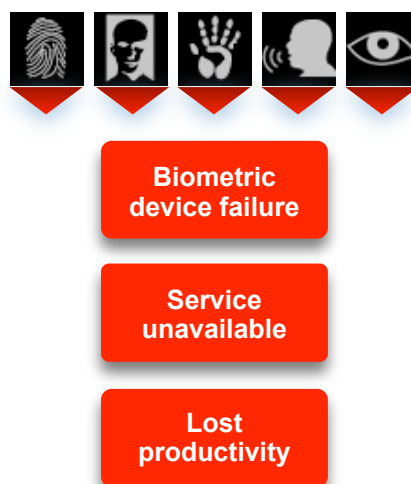 Biometric
device failure
Service
unavailable
Lost
productivity